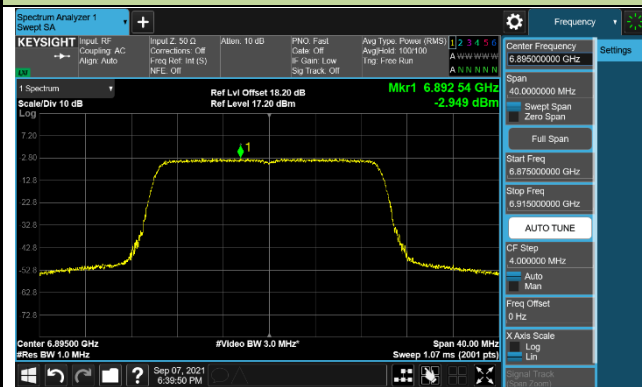 Spectrum Analyzer 1
Swept SA
+
Frequency
KEYSIGHT
Input: RF
Coupling: AC
Align: Auto
Input Z: 50 Ω
Corrections: Off
Freq Ref: Int (S)
NFE: Off
Atten: 10 dB
PNO: Fast
Gate: Off
IF Gain: Low
Sig Track: Off
Avg Type: Power (RMS)
Avg|Hold: 100/100
Trig: Free Run
1 2 3 4 5 6
A W W W W W
A N N N N N
LXI
Center Frequency
6.895000000 GHz
Settings
Span
40.0000000 MHz
Swept Span
Zero Span
Full Span
Start Freq
6.875000000 GHz
Stop Freq
6.915000000 GHz
AUTO TUNE
CF Step
4.000000 MHz
Auto
Man
Freq Offset
0 Hz
X Axis Scale
Log
Lin
Signal Track
(Span Zoom)
1 Spectrum
Scale/Div 10 dB
Log
Ref Lvl Offset 18.20 dB
Ref Level 17.20 dBm
Mkr1 6.892 54 GHz
-2.949 dBm
1
7.20
-2.80
-12.8
-22.8
-32.8
-42.8
-52.8
-62.8
-72.8
Center 6.89500 GHz
#Res BW 1.0 MHz
#Video BW 3.0 MHz*
Span 40.00 MHz
Sweep 1.07 ms (2001 pts)
?
Sep 07, 2021
6:39:50 PM